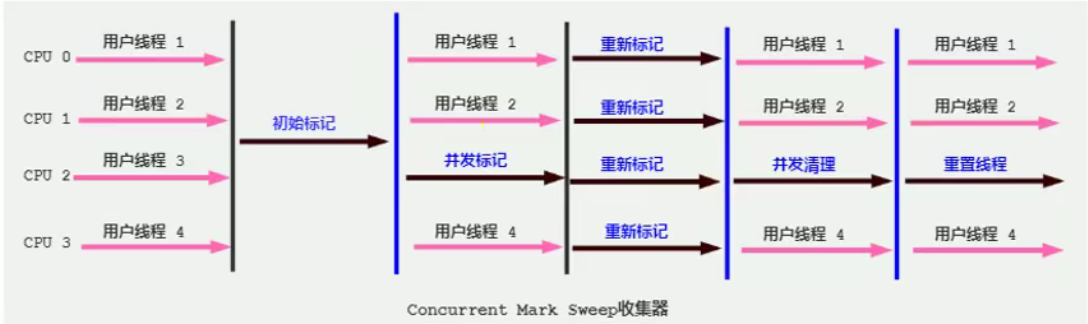 用户线程 1 用户线程 1 重新标记 用户线程 1 用户线程 1
CPU 0
用户线程 2 用户线程 2 重新标记 用户线程 2 用户线程 2
CPU 1
初始标记
用户线程 3 并发标记 重新标记 并发清理 重置线程
CPU 2
用户线程 4 用户线程 4 重新标记 用户线程 4 用户线程 4
CPU 3
Concurrent Mark Sweep收集器